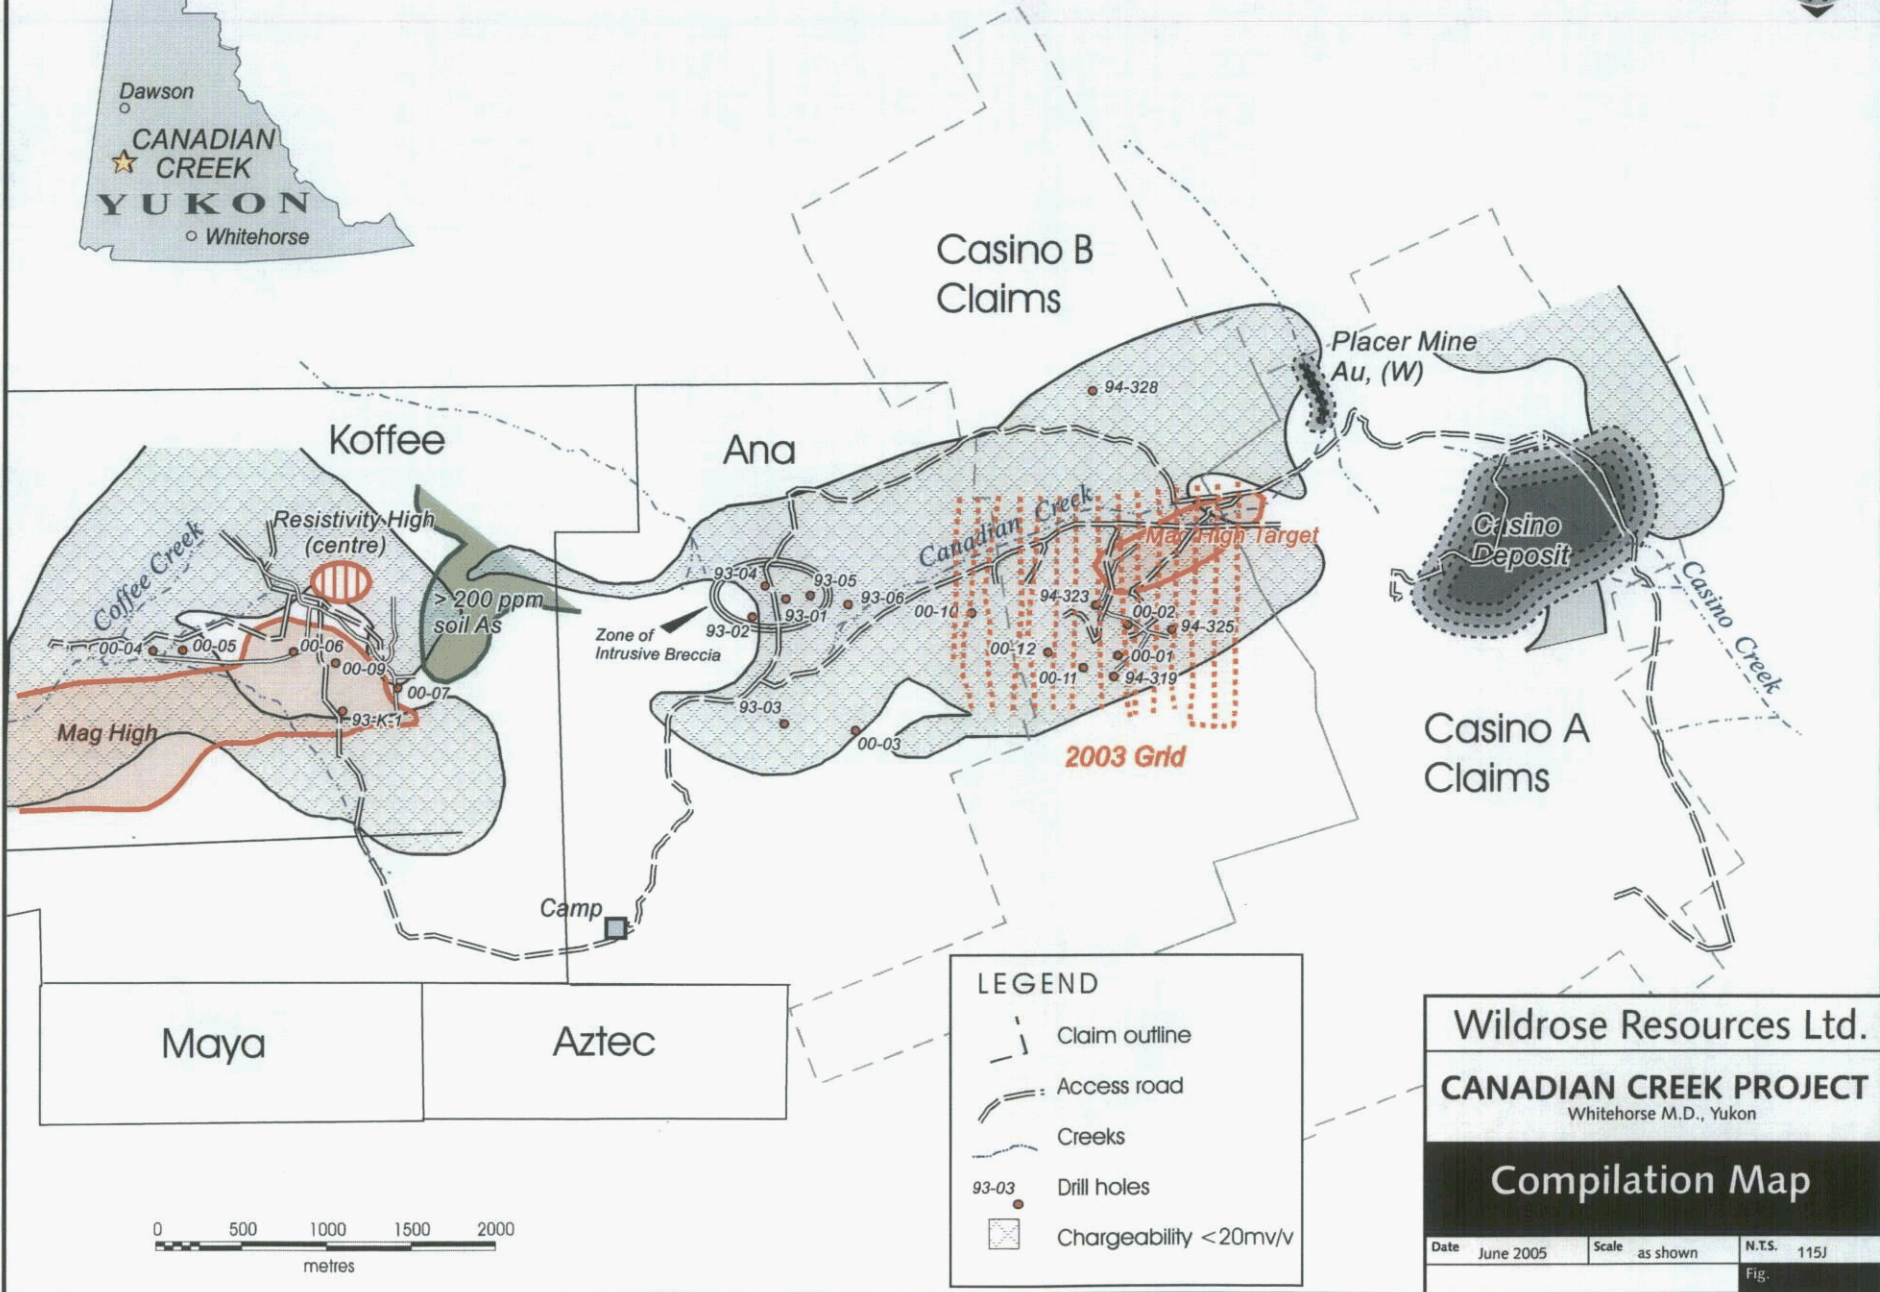 Dawson
CANADIAN
CREEK
YUKON
Whitehorse
Casino B
Claims
Placer Mine
Au, (W)
94-328
Koffee
Ana
Resistivity High
(centre)
Coffee Creek
Canadian Creek
Mag High Target
Casino
Deposit
Casino Creek
> 200 ppm
soil As
93-04
93-05
93-01
93-06
93-02
Zone of
Intrusive Breccia
00-10
94-323
00-02
94-325
00-04
00-05
00-06
00-09
00-07
93-K-1
00-12
00-01
00-11
94-319
93-03
00-03
Mag High
2003 Grid
Casino A
Claims
Camp
Maya
Aztec
LEGEND
Claim outline
Access road
Creeks
93-03
Drill holes
Chargeability <20mv/v
0 500 1000 1500 2000
metres
Wildrose Resources Ltd.
CANADIAN CREEK PROJECT
Whitehorse M.D., Yukon
Compilation Map
Date June 2005
Scale as shown
N.T.S. 115J
Fig.